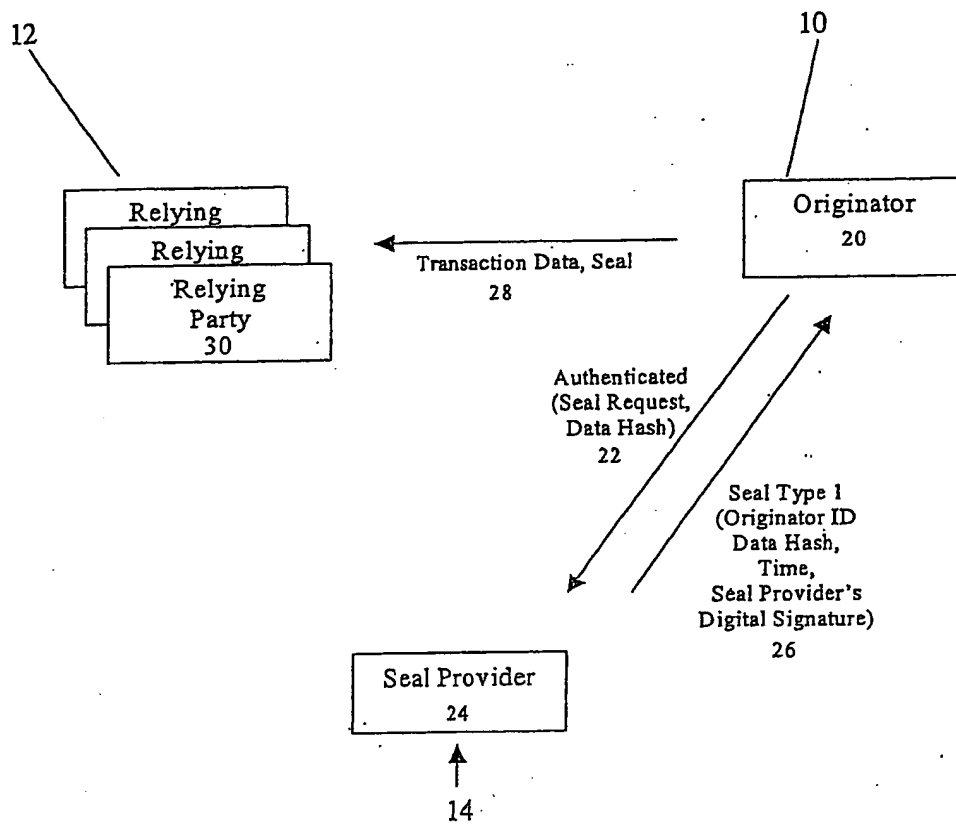 12
10
Relying
Relying
Relying
Party
30
Originator
20
Transaction Data, Seal
28
Authenticated
(Seal Request,
Data Hash)
22
Seal Type 1
(Originator ID
Data Hash,
Time,
Seal Provider's
Digital Signature)
26
Seal Provider
24
14